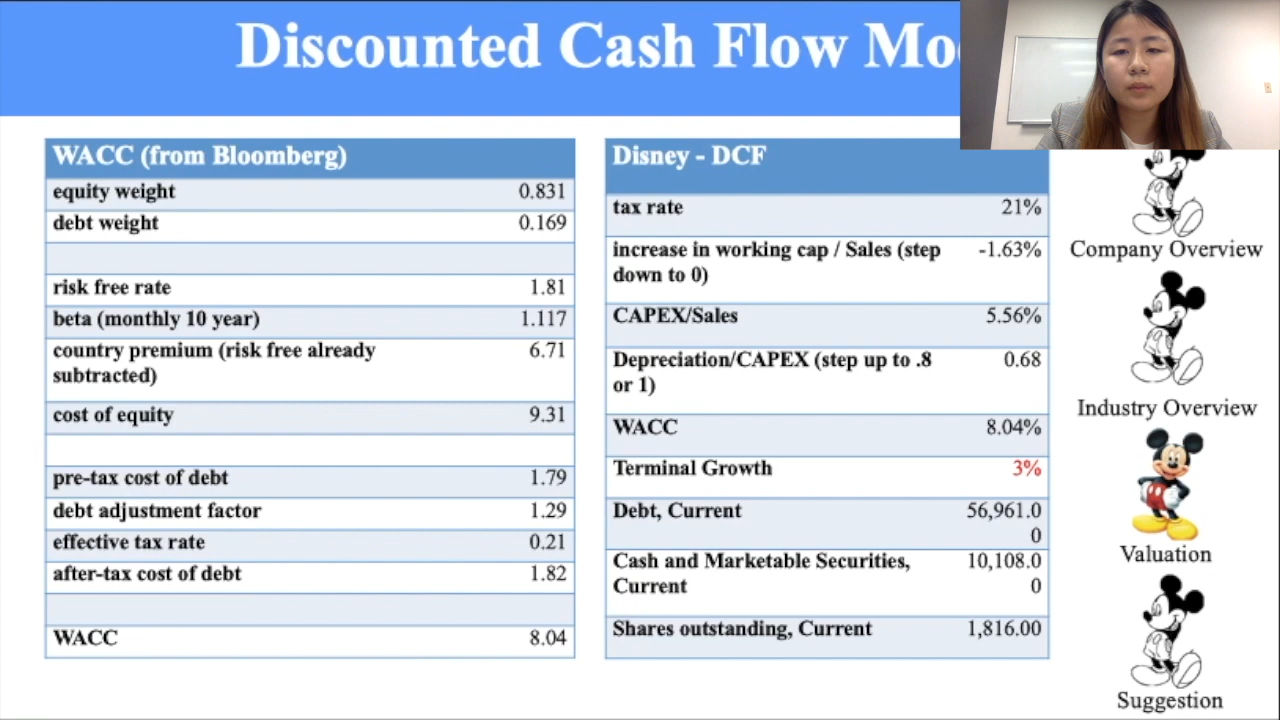 Discounted Cash Flow
WACC (from Bloomberg)
equity weight 0.831
debt weight 0.169
risk free rate 1.81
beta (monthly 10 year) 1.117
country premium (risk free already 6.71
subtracted)
cost of equity 9.31
pre-tax cost of debt 1.79
debt adjustment factor 1.29
effective tax rate 0.21
after-tax cost of debt 1.82
WACC 8.04
Disney - DCF
tax rate 21%
increase in working cap / Sales (step -1.63%
down to 0)
CAPEX/Sales 5.56%
Depreciation/CAPEX (step up to .8 0.68
or 1)
WACC 8.04%
Terminal Growth 3%
Debt, Current 56,961.0
0
Cash and Marketable Securities, 10,108.0
Current 0
Shares outstanding, Current 1,816.00
Company Overview
Industry Overview
Valuation
Suggestion